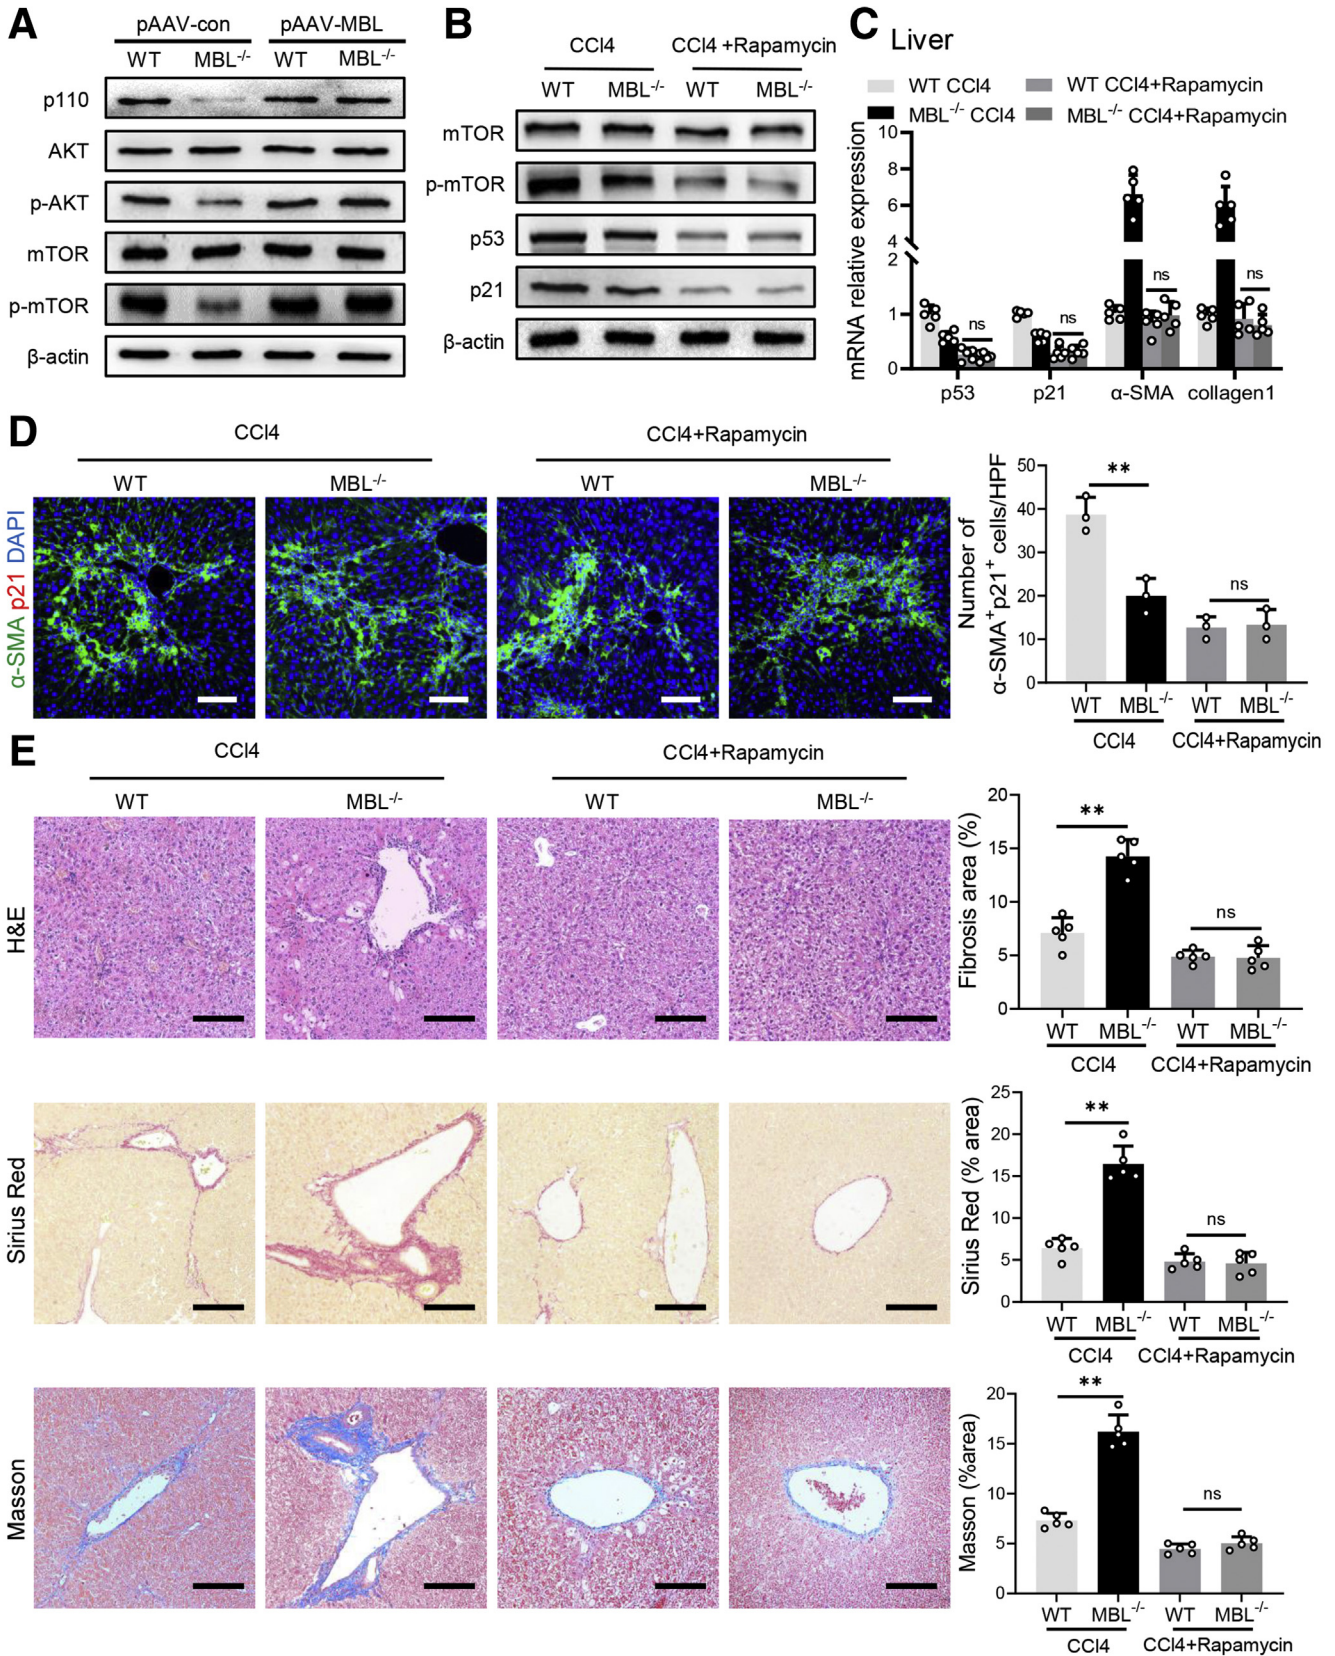 A
pAAV-con pAAV-MBL
WT MBL-/- WT MBL-/-
p110
AKT
p-AKT
mTOR
p-mTOR
β-actin
B
CCl4 CCl4 +Rapamycin
WT MBL-/- WT MBL-/-
mTOR
p-mTOR
p53
p21
β-actin
C Liver
WT CCl4 WT CCl4+Rapamycin
MBL-/- CCl4 MBL-/- CCl4+Rapamycin
mRNA relative expression
10
8
6
4
2
1
0
ns ns ns ns
p53 p21 α-SMA collagen1
D
CCl4 CCl4+Rapamycin
WT MBL-/- WT MBL-/-
α-SMA p21 DAPI
Number of
α-SMA+p21+ cells/HPF
50
40
30
20
10
0
** ns
WT MBL-/- WT MBL-/-
CCl4 CCl4+Rapamycin
E
CCl4 CCl4+Rapamycin
WT MBL-/- WT MBL-/-
H&E
Fibrosis area (%)
20
15
10
5
0
** ns
WT MBL-/- WT MBL-/-
CCl4 CCl4+Rapamycin
Sirius Red
Sirius Red (% area)
25
20
15
10
5
0
** ns
WT MBL-/- WT MBL-/-
CCl4 CCl4+Rapamycin
Masson
Masson (%area)
20
15
10
5
0
** ns
WT MBL-/- WT MBL-/-
CCl4 CCl4+Rapamycin